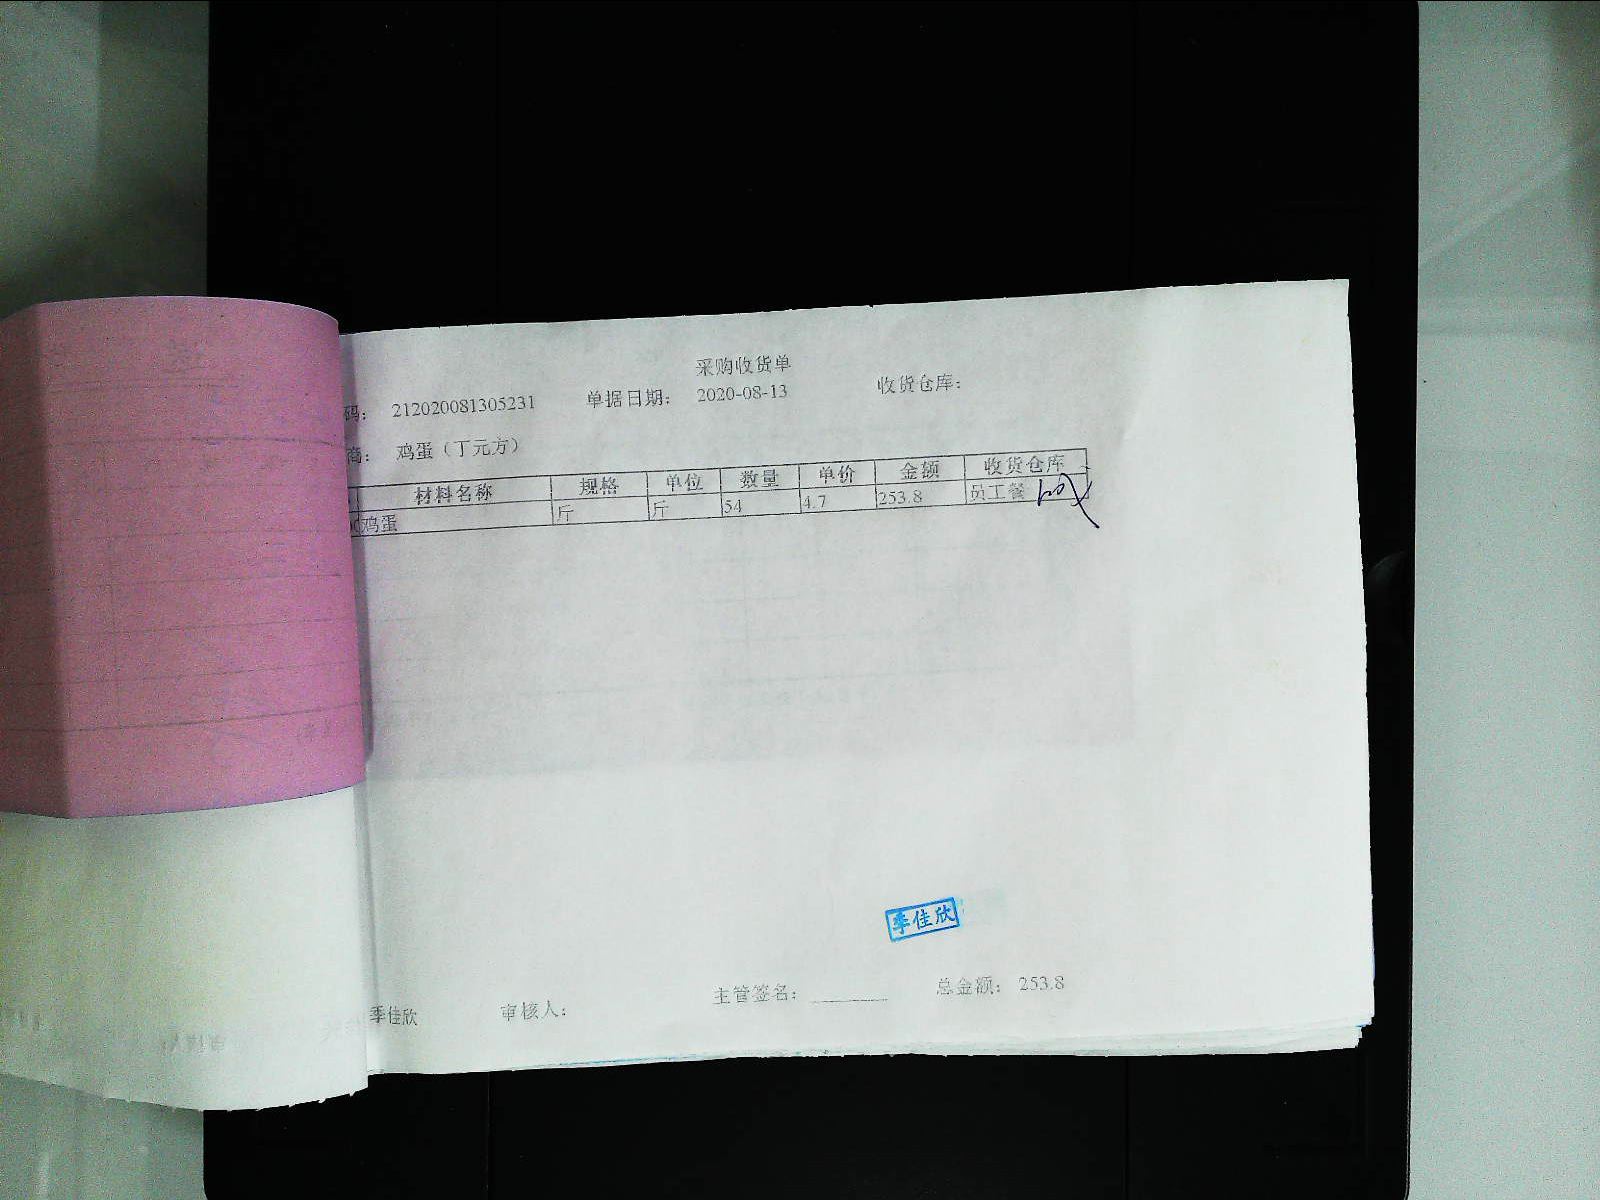 采购收货单
码： 212020081305231 单据日期： 2020-08-13 收货仓库：
商： 鸡蛋（丁元方）
材料名称 规格 单位 数量 单价 金额 收货仓库
鸡蛋 斤 斤 54 4.7 253.8 员工餐
季佳欣
季佳欣 审核人： 主管签名： 总金额： 253.8